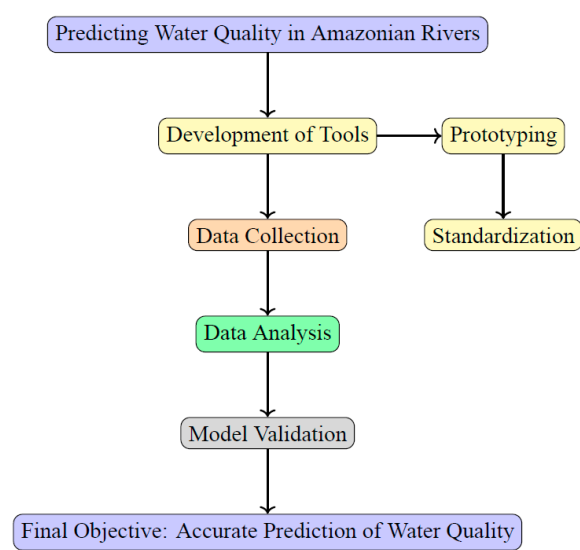 Predicting Water Quality in Amazonian Rivers
Development of Tools
Prototyping
Data Collection
Standardization
Data Analysis
Model Validation
Final Objective: Accurate Prediction of Water Quality